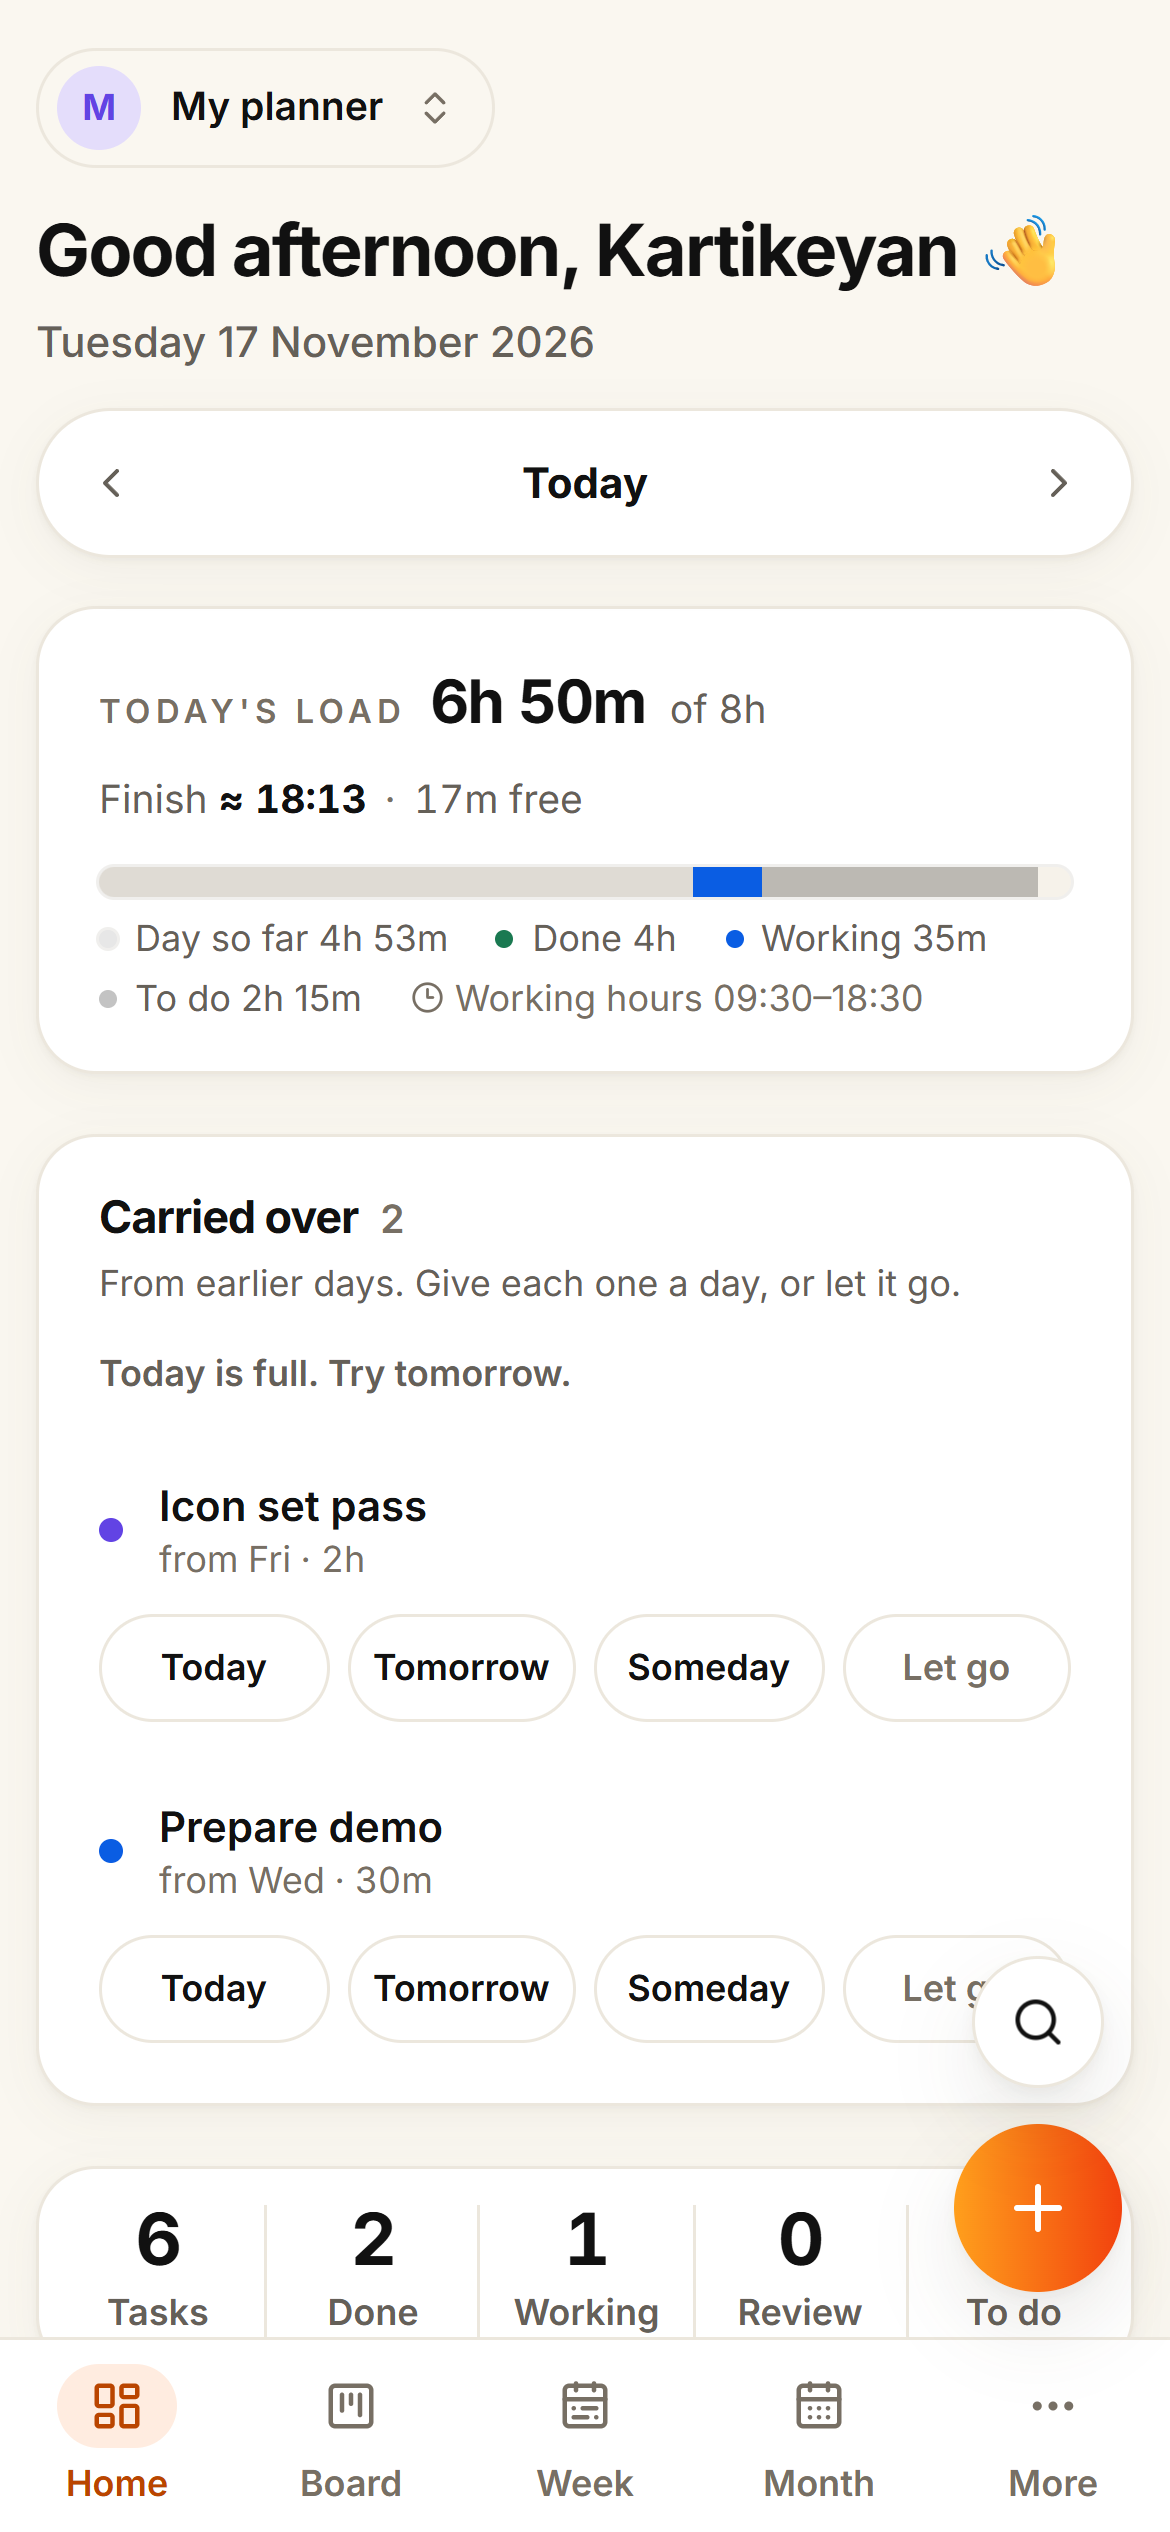 M My planner
Good afternoon, Kartikeyan 👋
Tuesday 17 November 2026
Today
TODAY'S LOAD 6h 50m of 8h
Finish ≈ 18:13 · 17m free
Day so far 4h 53m Done 4h Working 35m
To do 2h 15m Working hours 09:30–18:30
Carried over 2
From earlier days. Give each one a day, or let it go.
Today is full. Try tomorrow.
Icon set pass
from Fri · 2h
Today Tomorrow Someday Let go
Prepare demo
from Wed · 30m
Today Tomorrow Someday Let g
6 2 1 0
Tasks Done Working Review To do
Home Board Week Month More